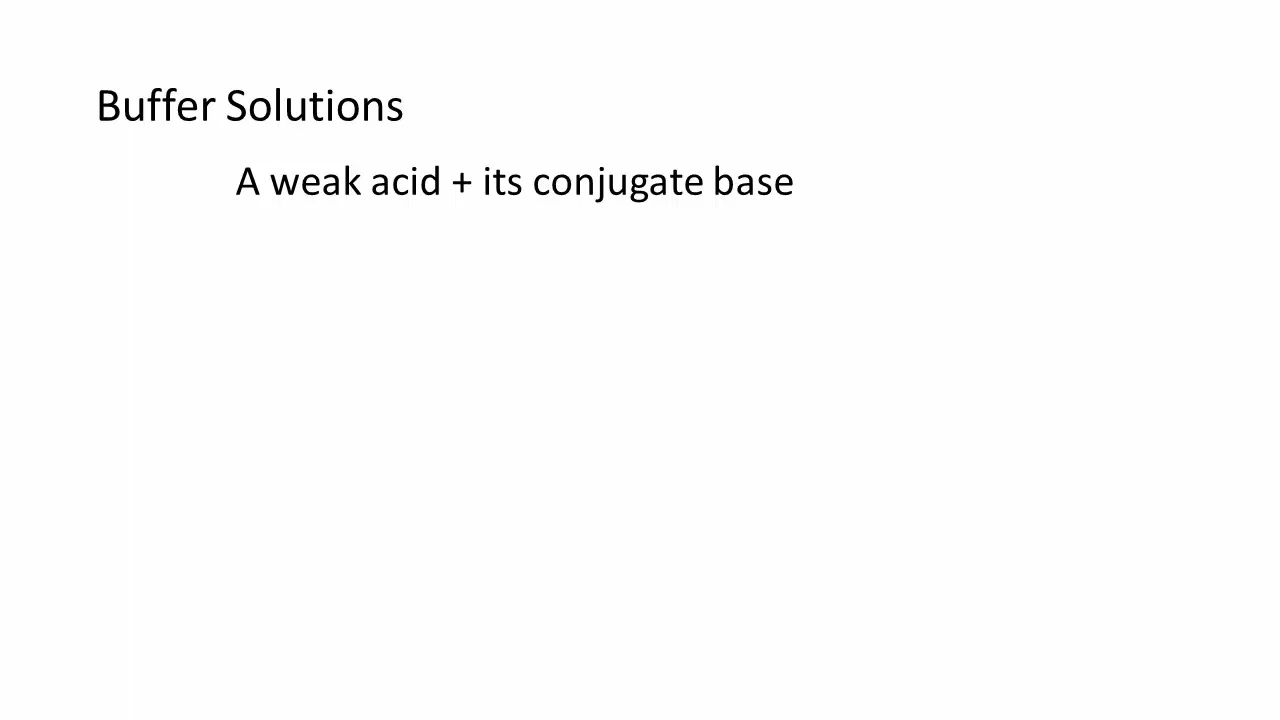 Buffer Solutions
A weak acid + its conjugate base